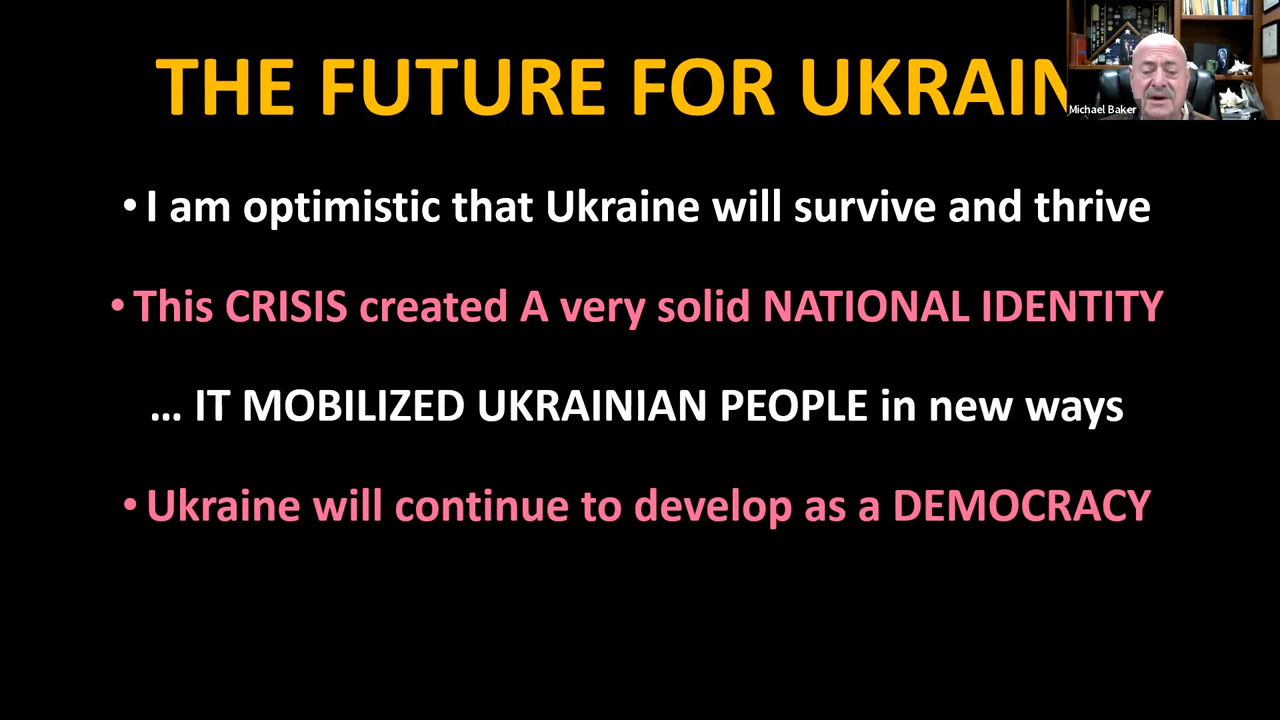 THE FUTURE FOR UKRAIN
Michael Baker
• I am optimistic that Ukraine will survive and thrive
• This CRISIS created A very solid NATIONAL IDENTITY
... IT MOBILIZED UKRAINIAN PEOPLE in new ways
• Ukraine will continue to develop as a DEMOCRACY